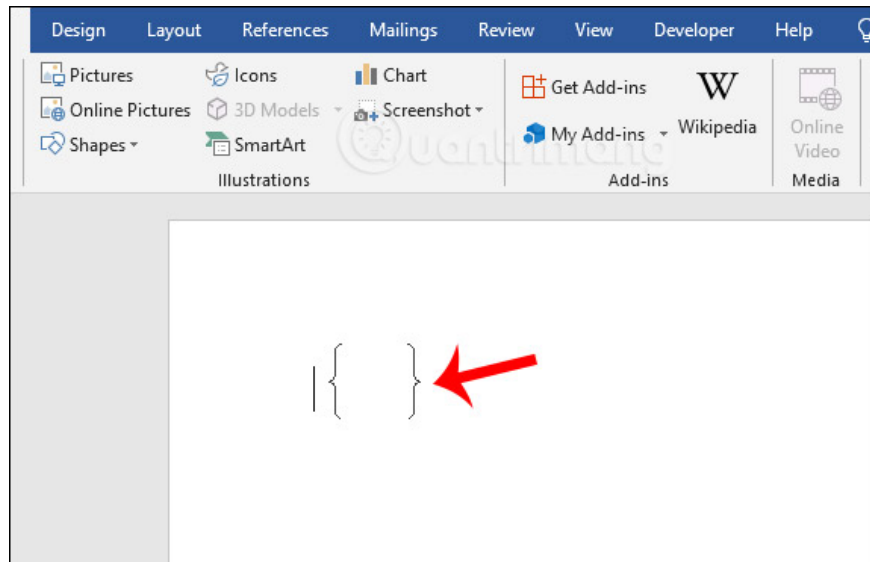 Design Layout References Mailings Review View Developer Help
Pictures Icons Chart Get Add-ins W
Online Pictures 3D Models Screenshot My Add-ins Wikipedia Online
Shapes SmartArt Video
Illustrations Add-ins Media
Quantrimang
{ }